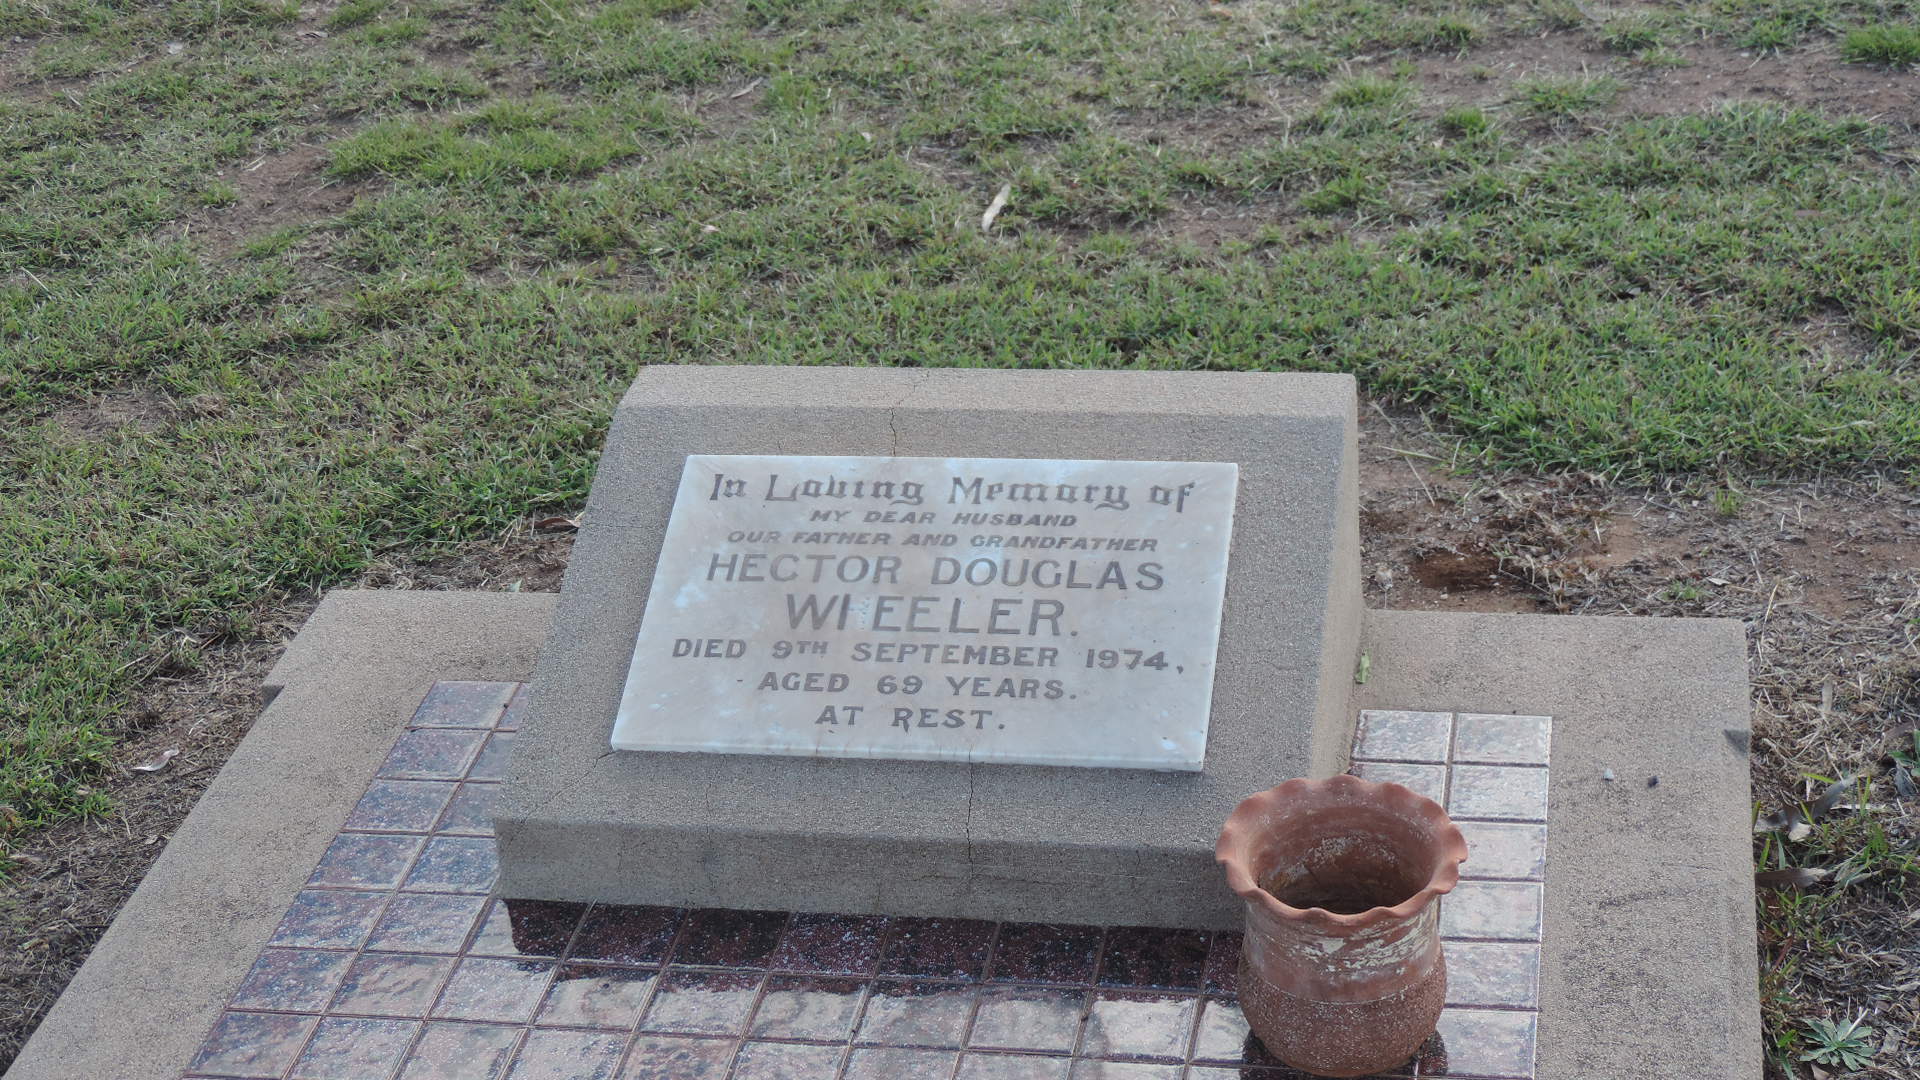 In Loving Memory of
MY DEAR HUSBAND
OUR FATHER AND GRANDFATHER
HECTOR DOUGLAS
WHEELER.
DIED 9TH SEPTEMBER 1974,
AGED 69 YEARS.
AT REST.